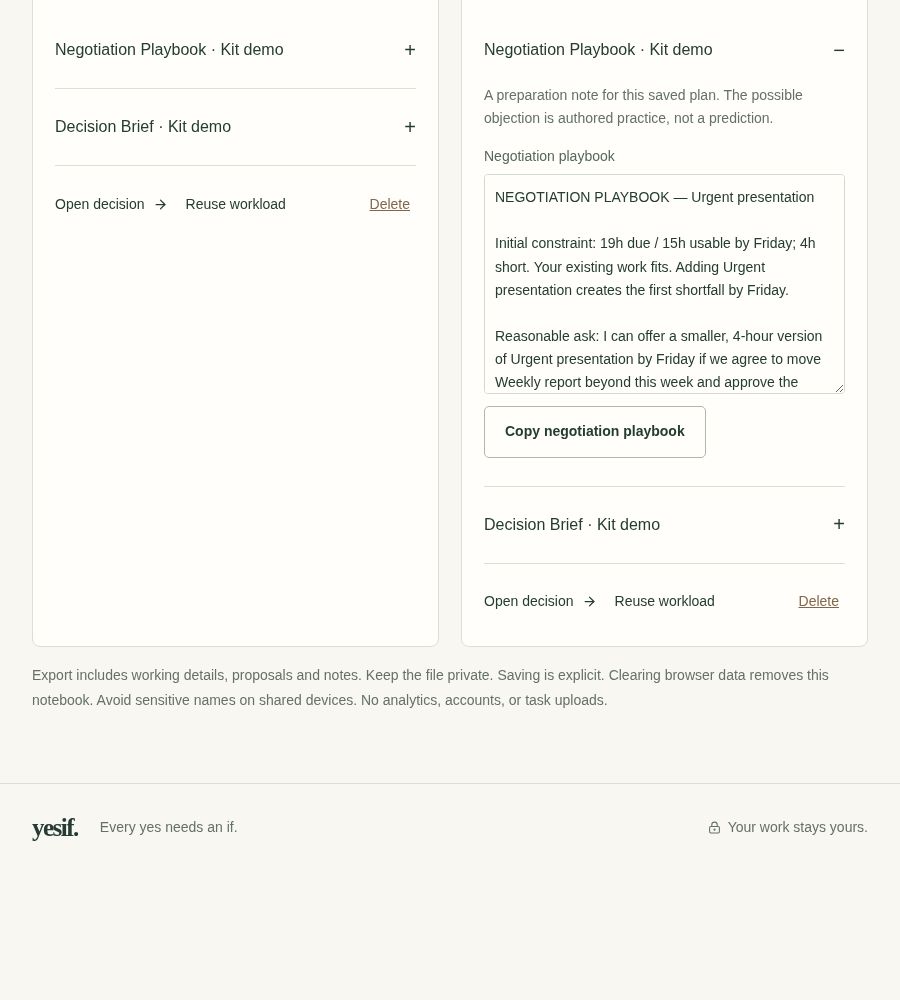 Negotiation Playbook · Kit demo +
Decision Brief · Kit demo +
Open decision → Reuse workload Delete
Negotiation Playbook · Kit demo −
A preparation note for this saved plan. The possible
objection is authored practice, not a prediction.
Negotiation playbook
NEGOTIATION PLAYBOOK — Urgent presentation
Initial constraint: 19h due / 15h usable by Friday; 4h
short. Your existing work fits. Adding Urgent
presentation creates the first shortfall by Friday.
Reasonable ask: I can offer a smaller, 4-hour version
of Urgent presentation by Friday if we agree to move
Weekly report beyond this week and approve the
Copy negotiation playbook
Decision Brief · Kit demo +
Open decision → Reuse workload Delete
Export includes working details, proposals and notes. Keep the file private. Saving is explicit. Clearing browser data removes this
notebook. Avoid sensitive names on shared devices. No analytics, accounts, or task uploads.
yesif. Every yes needs an if. Your work stays yours.